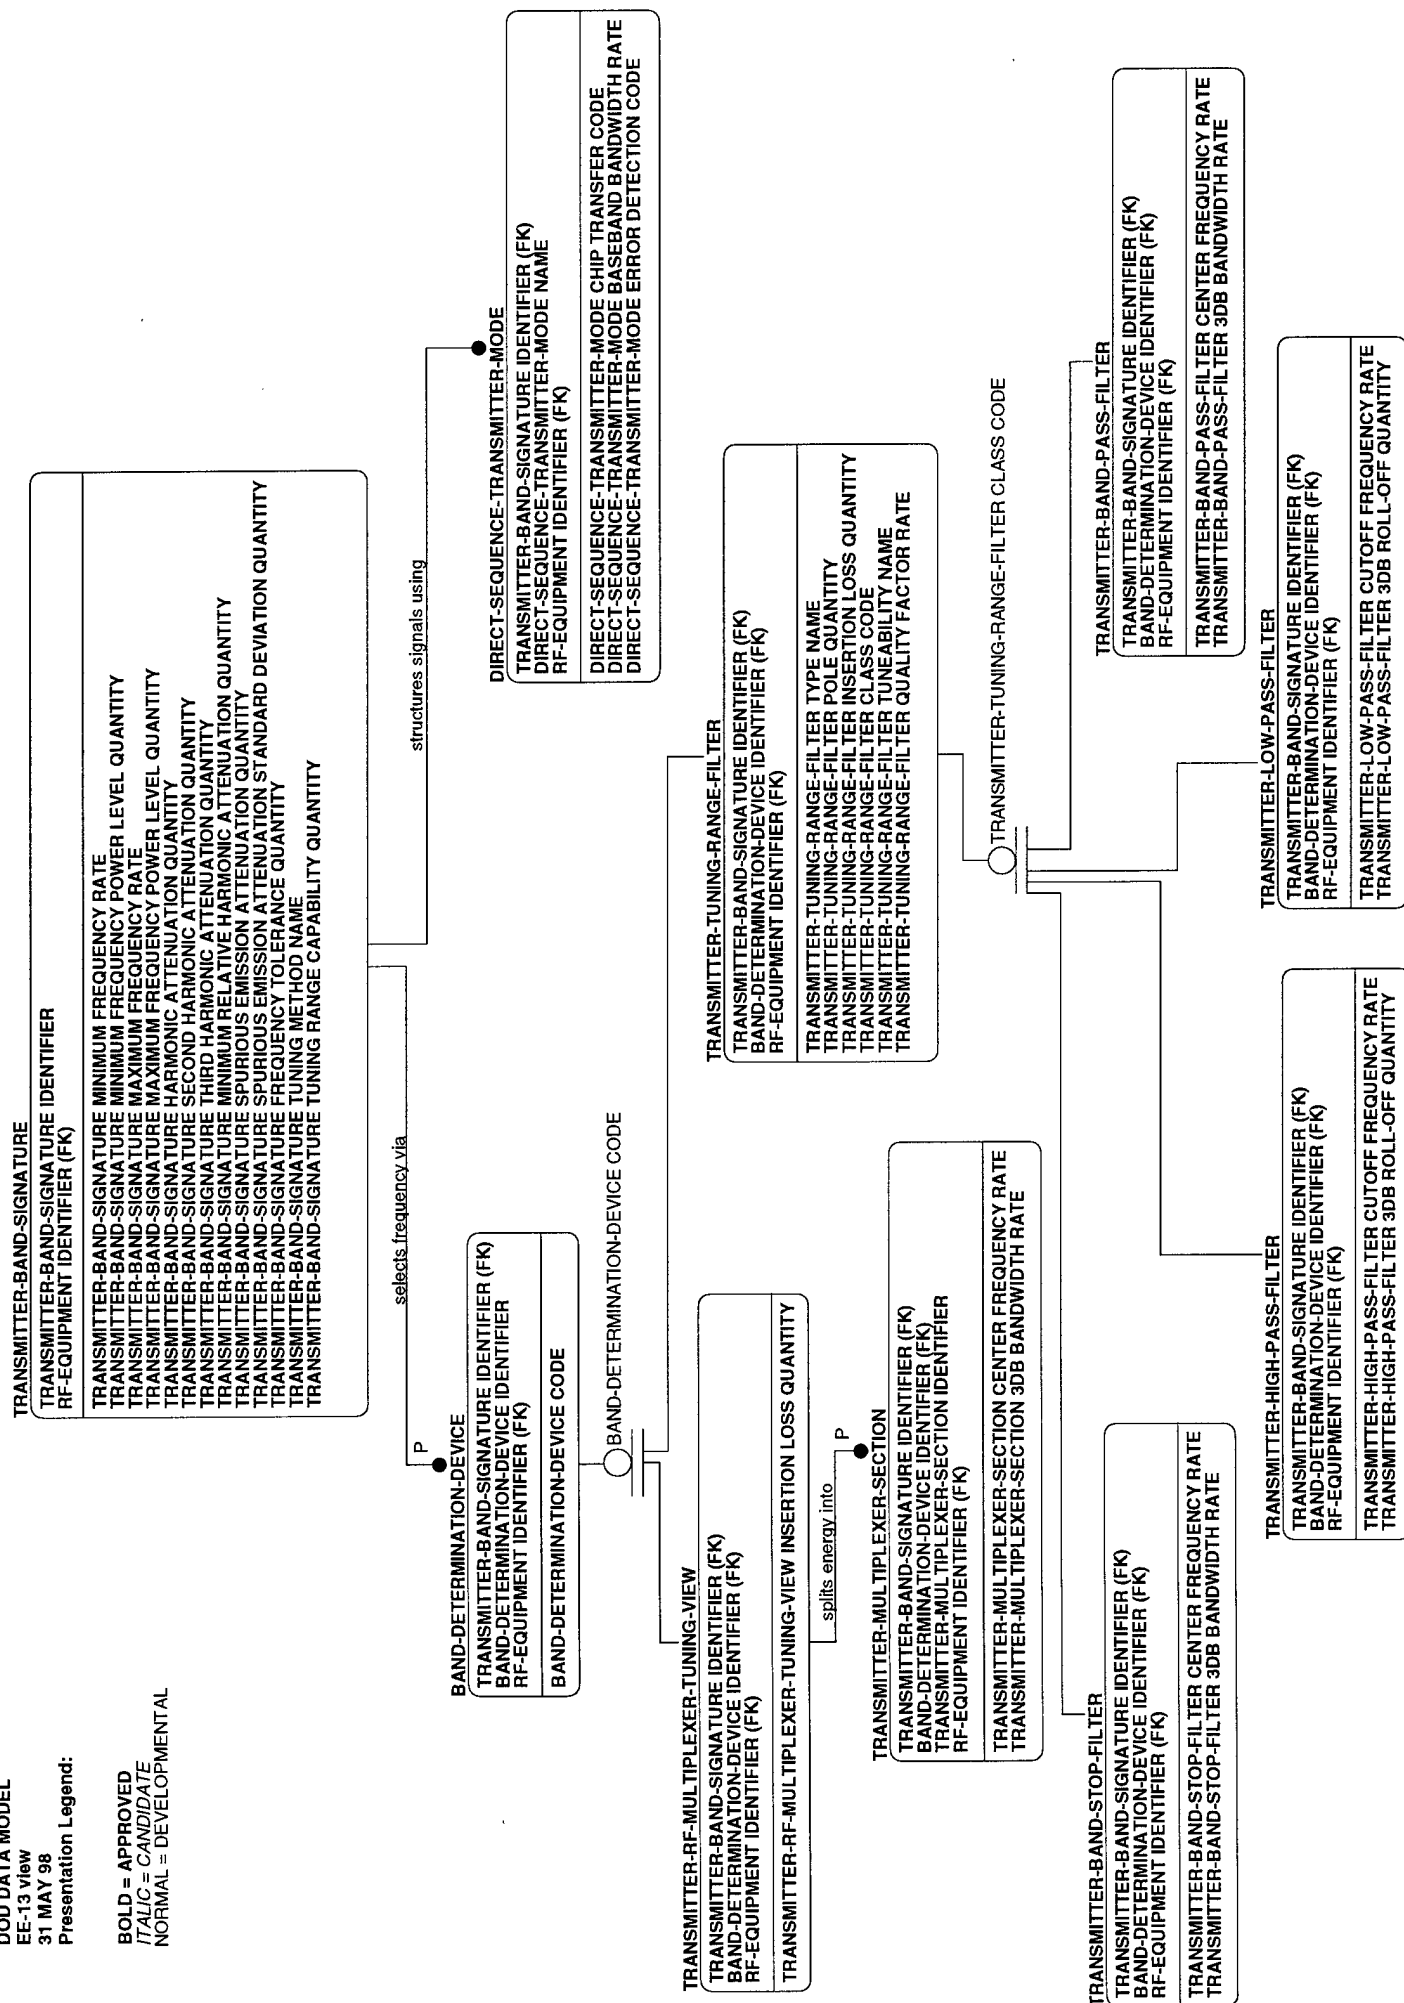 DOD DATA MODEL
EE-13 view
31 MAY 98
Presentation Legend:
BOLD = APPROVED
ITALIC = CANDIDATE
NORMAL = DEVELOPMENTAL
TRANSMITTER-BAND-SIGNATURE
TRANSMITTER-BAND-SIGNATURE IDENTIFIER
RF-EQUIPMENT IDENTIFIER (FK)
TRANSMITTER-BAND-SIGNATURE MINIMUM FREQUENCY RATE
TRANSMITTER-BAND-SIGNATURE MINIMUM FREQUENCY POWER LEVEL QUANTITY
TRANSMITTER-BAND-SIGNATURE MAXIMUM FREQUENCY RATE
TRANSMITTER-BAND-SIGNATURE MAXIMUM FREQUENCY POWER LEVEL QUANTITY
TRANSMITTER-BAND-SIGNATURE HARMONIC ATTENUATION QUANTITY
TRANSMITTER-BAND-SIGNATURE SECOND HARMONIC ATTENUATION QUANTITY
TRANSMITTER-BAND-SIGNATURE THIRD HARMONIC ATTENUATION QUANTITY
TRANSMITTER-BAND-SIGNATURE MINIMUM RELATIVE HARMONIC ATTENUATION QUANTITY
TRANSMITTER-BAND-SIGNATURE SPURIOUS EMISSION ATTENUATION QUANTITY
TRANSMITTER-BAND-SIGNATURE SPURIOUS EMISSION ATTENUATION STANDARD DEVIATION QUANTITY
TRANSMITTER-BAND-SIGNATURE FREQUENCY TOLERANCE QUANTITY
TRANSMITTER-BAND-SIGNATURE TUNING METHOD NAME
TRANSMITTER-BAND-SIGNATURE TUNING RANGE CAPABILITY QUANTITY
selects frequency via
P
structures signals using
BAND-DETERMINATION-DEVICE
TRANSMITTER-BAND-SIGNATURE IDENTIFIER (FK)
BAND-DETERMINATION-DEVICE IDENTIFIER
RF-EQUIPMENT IDENTIFIER (FK)
BAND-DETERMINATION-DEVICE CODE
BAND-DETERMINATION-DEVICE CODE
DIRECT-SEQUENCE-TRANSMITTER-MODE
TRANSMITTER-BAND-SIGNATURE IDENTIFIER (FK)
DIRECT-SEQUENCE-TRANSMITTER-MODE NAME
RF-EQUIPMENT IDENTIFIER (FK)
DIRECT-SEQUENCE-TRANSMITTER-MODE CHIP TRANSFER CODE
DIRECT-SEQUENCE-TRANSMITTER-MODE BASEBAND BANDWIDTH RATE
DIRECT-SEQUENCE-TRANSMITTER-MODE ERROR DETECTION CODE
TRANSMITTER-RF-MULTIPLEXER-TUNING-VIEW
TRANSMITTER-BAND-SIGNATURE IDENTIFIER (FK)
BAND-DETERMINATION-DEVICE IDENTIFIER (FK)
RF-EQUIPMENT IDENTIFIER (FK)
TRANSMITTER-RF-MULTIPLEXER-TUNING-VIEW INSERTION LOSS QUANTITY
splits energy into
P
TRANSMITTER-TUNING-RANGE-FILTER
TRANSMITTER-BAND-SIGNATURE IDENTIFIER (FK)
BAND-DETERMINATION-DEVICE IDENTIFIER (FK)
RF-EQUIPMENT IDENTIFIER (FK)
TRANSMITTER-TUNING-RANGE-FILTER TYPE NAME
TRANSMITTER-TUNING-RANGE-FILTER POLE QUANTITY
TRANSMITTER-TUNING-RANGE-FILTER INSERTION LOSS QUANTITY
TRANSMITTER-TUNING-RANGE-FILTER CLASS CODE
TRANSMITTER-TUNING-RANGE-FILTER TUNEABILITY NAME
TRANSMITTER-TUNING-RANGE-FILTER QUALITY FACTOR RATE
TRANSMITTER-MULTIPLEXER-SECTION
TRANSMITTER-BAND-SIGNATURE IDENTIFIER (FK)
BAND-DETERMINATION-DEVICE IDENTIFIER (FK)
TRANSMITTER-MULTIPLEXER-SECTION IDENTIFIER
RF-EQUIPMENT IDENTIFIER (FK)
TRANSMITTER-MULTIPLEXER-SECTION CENTER FREQUENCY RATE
TRANSMITTER-MULTIPLEXER-SECTION 3DB BANDWIDTH RATE
TRANSMITTER-TUNING-RANGE-FILTER CLASS CODE
TRANSMITTER-BAND-STOP-FILTER
TRANSMITTER-BAND-SIGNATURE IDENTIFIER (FK)
BAND-DETERMINATION-DEVICE IDENTIFIER (FK)
RF-EQUIPMENT IDENTIFIER (FK)
TRANSMITTER-BAND-STOP-FILTER CENTER FREQUENCY RATE
TRANSMITTER-BAND-STOP-FILTER 3DB BANDWIDTH RATE
TRANSMITTER-BAND-PASS-FILTER
TRANSMITTER-BAND-SIGNATURE IDENTIFIER (FK)
BAND-DETERMINATION-DEVICE IDENTIFIER (FK)
RF-EQUIPMENT IDENTIFIER (FK)
TRANSMITTER-BAND-PASS-FILTER CENTER FREQUENCY RATE
TRANSMITTER-BAND-PASS-FILTER 3DB BANDWIDTH RATE
TRANSMITTER-HIGH-PASS-FILTER
TRANSMITTER-BAND-SIGNATURE IDENTIFIER (FK)
BAND-DETERMINATION-DEVICE IDENTIFIER (FK)
RF-EQUIPMENT IDENTIFIER (FK)
TRANSMITTER-HIGH-PASS-FILTER CUTOFF FREQUENCY RATE
TRANSMITTER-HIGH-PASS-FILTER 3DB ROLL-OFF QUANTITY
TRANSMITTER-LOW-PASS-FILTER
TRANSMITTER-BAND-SIGNATURE IDENTIFIER (FK)
BAND-DETERMINATION-DEVICE IDENTIFIER (FK)
RF-EQUIPMENT IDENTIFIER (FK)
TRANSMITTER-LOW-PASS-FILTER CUTOFF FREQUENCY RATE
TRANSMITTER-LOW-PASS-FILTER 3DB ROLL-OFF QUANTITY